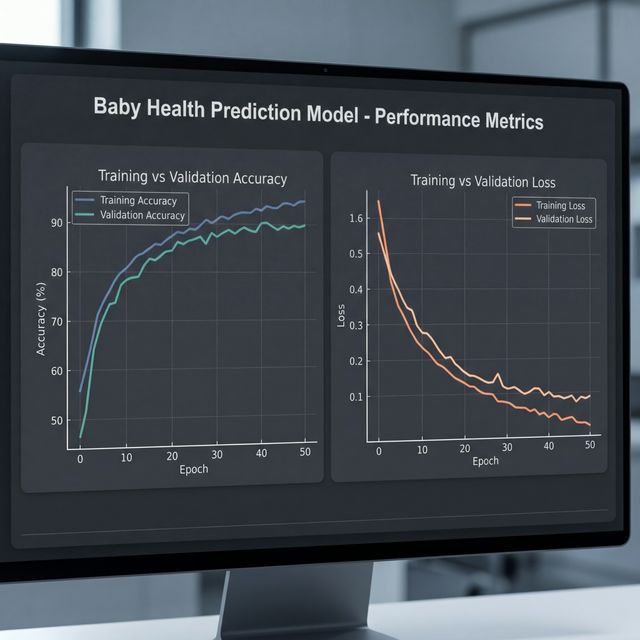 Baby Health Prediction Model - Performance Metrics
Training vs Validation Accuracy
Training Accuracy
Validation Accuracy
Accuracy (%)
90
80
70
60
50
0
10
20
30
40
50
Epoch
Training vs Validation Loss
Training Loss
Validation Loss
Loss
1.6
0.5
0.4
0.3
0.2
0.1
0
10
20
30
40
50
Epoch